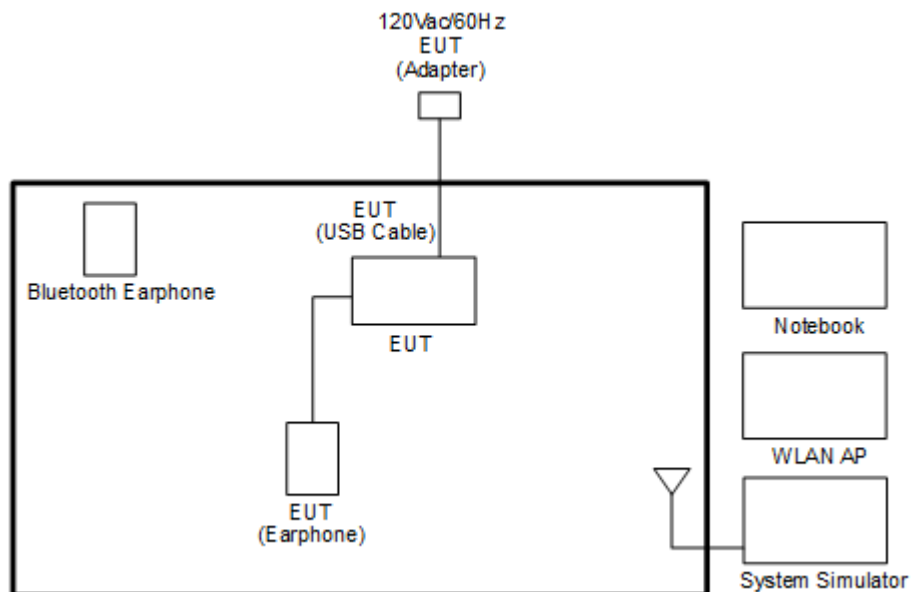 120Vac/60Hz
EUT
(Adapter)
EUT
(USB Cable)
Bluetooth Earphone
EUT
Notebook
WLAN AP
EUT
(Earphone)
System Simulator